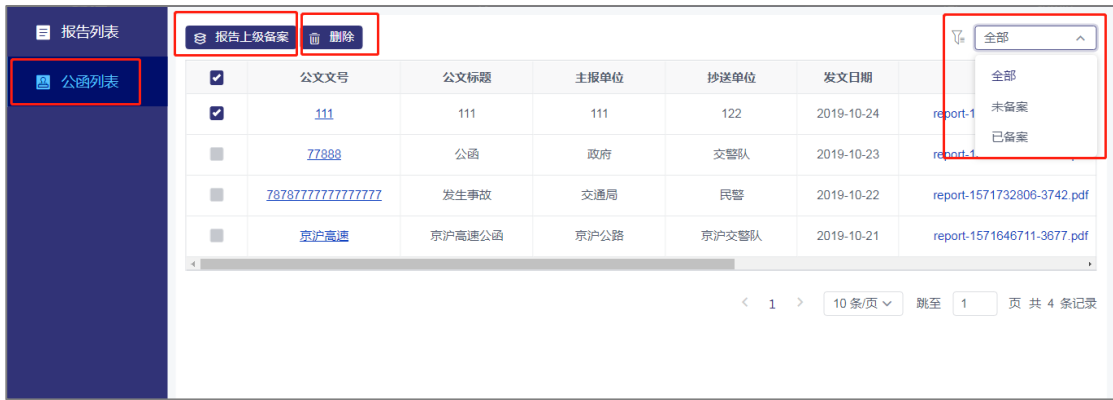 报告列表
公函列表
报告上级备案 删除
全部
全部
未备案
已备案
公文文号 公文标题 主报单位 抄送单位 发文日期
111 111 111 122 2019-10-24 report-1
77888 公函 政府 交警队 2019-10-23 report-1
78787777777777777 发生事故 交通局 民警 2019-10-22 report-1571732806-3742.pdf
京沪高速 京沪高速公函 京沪公路 京沪交警队 2019-10-21 report-1571646711-3677.pdf
1 10 条/页 跳至 1 页 共 4 条记录